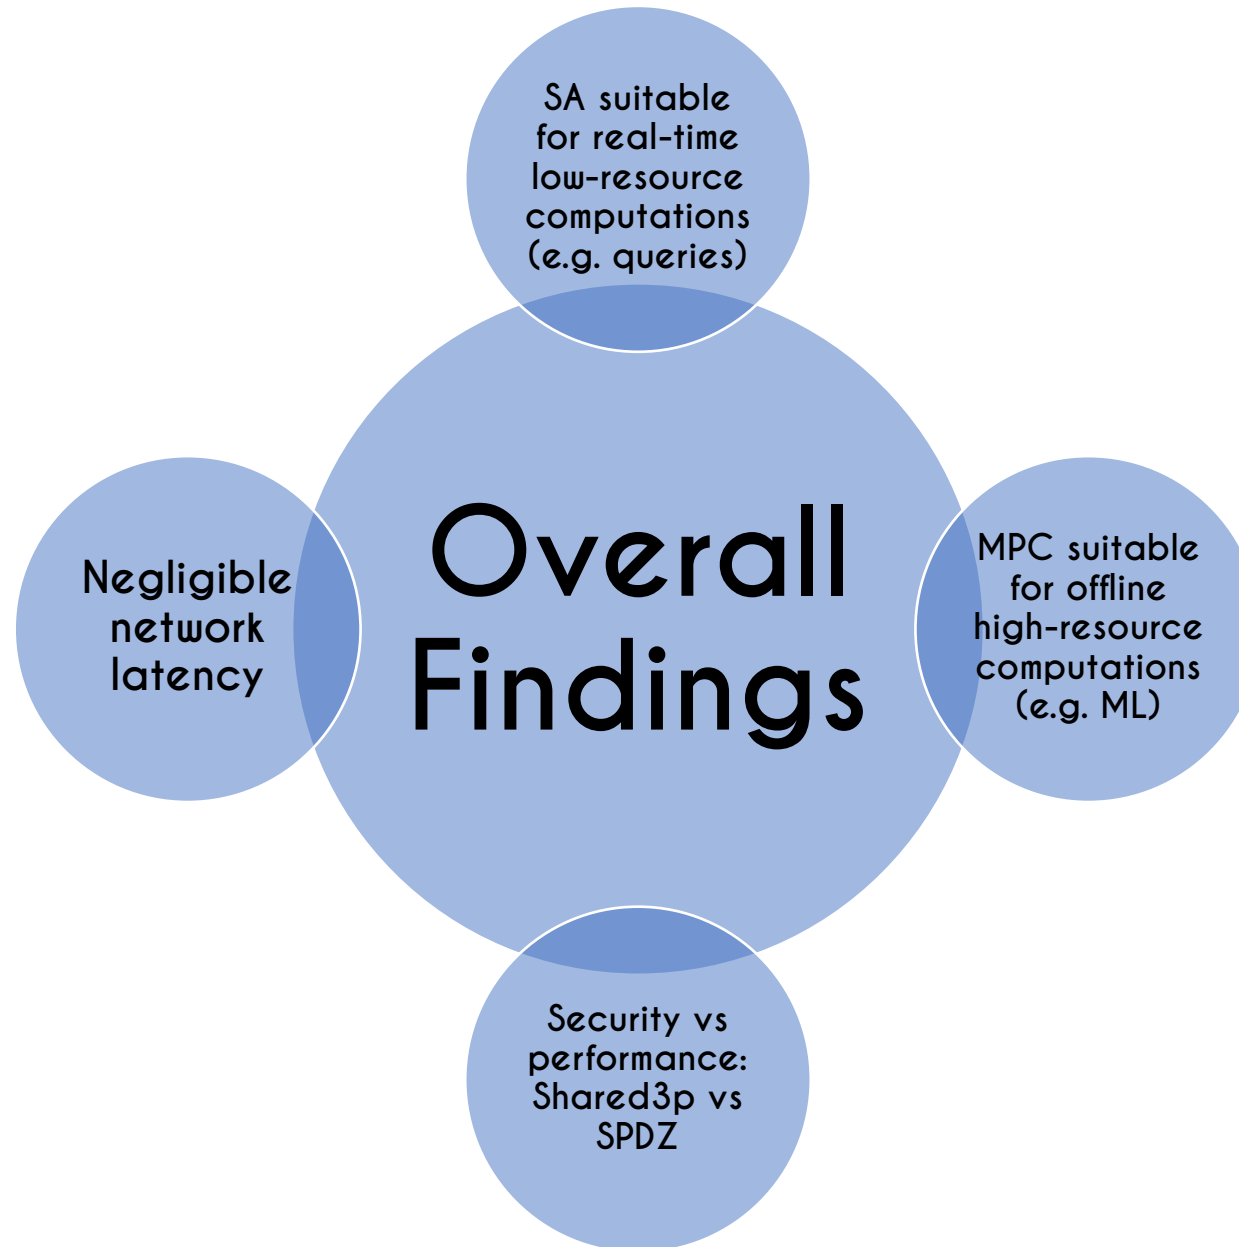 SA suitable
for real-time
low-resource
computations
(e.g. queries)
Negligible
network
latency
Overall
Findings
MPC suitable
for offline
high-resource
computations
(e.g. ML)
Security vs
performance:
Shared3p vs
SPDZ